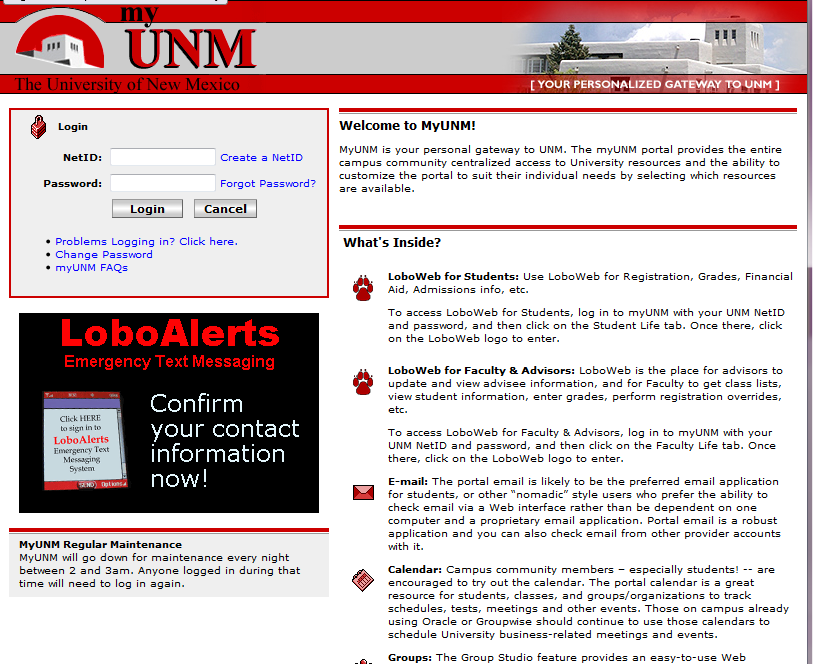 my
UNM
The University of New Mexico
[ YOUR PERSONALIZED GATEWAY TO UNM ]
Login
NetID:
Create a NetID
Password:
Forgot Password?
Login
Cancel
• Problems Logging in? Click here.
• Change Password
• myUNM FAQs
LoboAlerts
Emergency Text Messaging
Click HERE
to sign in to
LoboAlerts
Emergency Text
Messaging
System
SEND Options
Confirm
your contact
information
now!
MyUNM Regular Maintenance
MyUNM will go down for maintenance every night
between 2 and 3am. Anyone logged in during that
time will need to log in again.
Welcome to MyUNM!
MyUNM is your personal gateway to UNM. The myUNM portal provides the entire
campus community centralized access to University resources and the ability to
customize the portal to suit their individual needs by selecting which resources
are available.
What's Inside?
LoboWeb for Students: Use LoboWeb for Registration, Grades, Financial
Aid, Admissions info, etc.
To access LoboWeb for Students, log in to myUNM with your UNM NetID
and password, and then click on the Student Life tab. Once there, click
on the LoboWeb logo to enter.
LoboWeb for Faculty & Advisors: LoboWeb is the place for advisors to
update and view advisee information, and for Faculty to get class lists,
view student information, enter grades, perform registration overrides,
etc.
To access LoboWeb for Faculty & Advisors, log in to myUNM with your
UNM NetID and password, and then click on the Faculty Life tab. Once
there, click on the LoboWeb logo to enter.
E-mail: The portal email is likely to be the preferred email application
for students, or other “nomadic” style users who prefer the ability to
check email via a Web interface rather than be dependent on one
computer and a proprietary email application. Portal email is a robust
application and you can also check email from other provider accounts
with it.
Calendar: Campus community members – especially students! -- are
encouraged to try out the calendar. The portal calendar is a great
resource for students, classes, and groups/organizations to track
schedules, tests, meetings and other events. Those on campus already
using Oracle or Groupwise should continue to use those calendars to
schedule University business-related meetings and events.
Groups: The Group Studio feature provides an easy-to-use Web